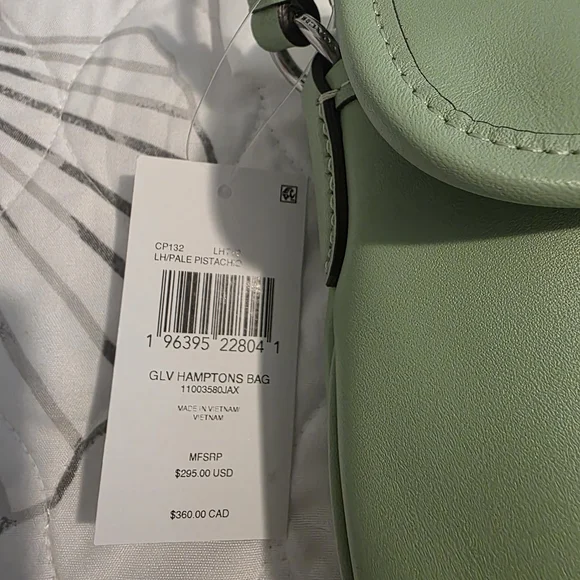 CP132
LH/PALE PISTACHIO
1 96395 22804 1
GLV HAMPTONS BAG
11003580JAX
MADE IN VIETNAM/
VIETNAM
MFSRP
$295.00 USD
$360.00 CAD